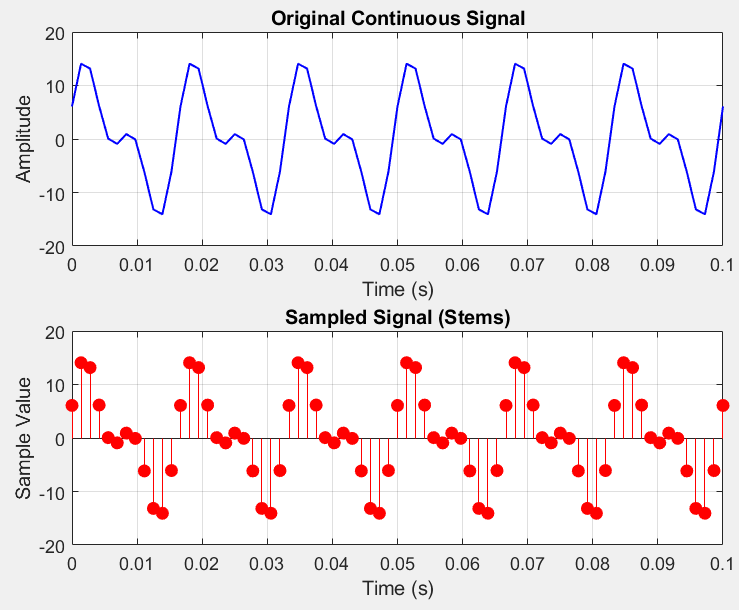 Original Continuous Signal
20
10
0
-10
-20
Amplitude
0 0.01 0.02 0.03 0.04 0.05 0.06 0.07 0.08 0.09 0.1
Time (s)
Sampled Signal (Stems)
20
10
0
-10
-20
Sample Value
0 0.01 0.02 0.03 0.04 0.05 0.06 0.07 0.08 0.09 0.1
Time (s)